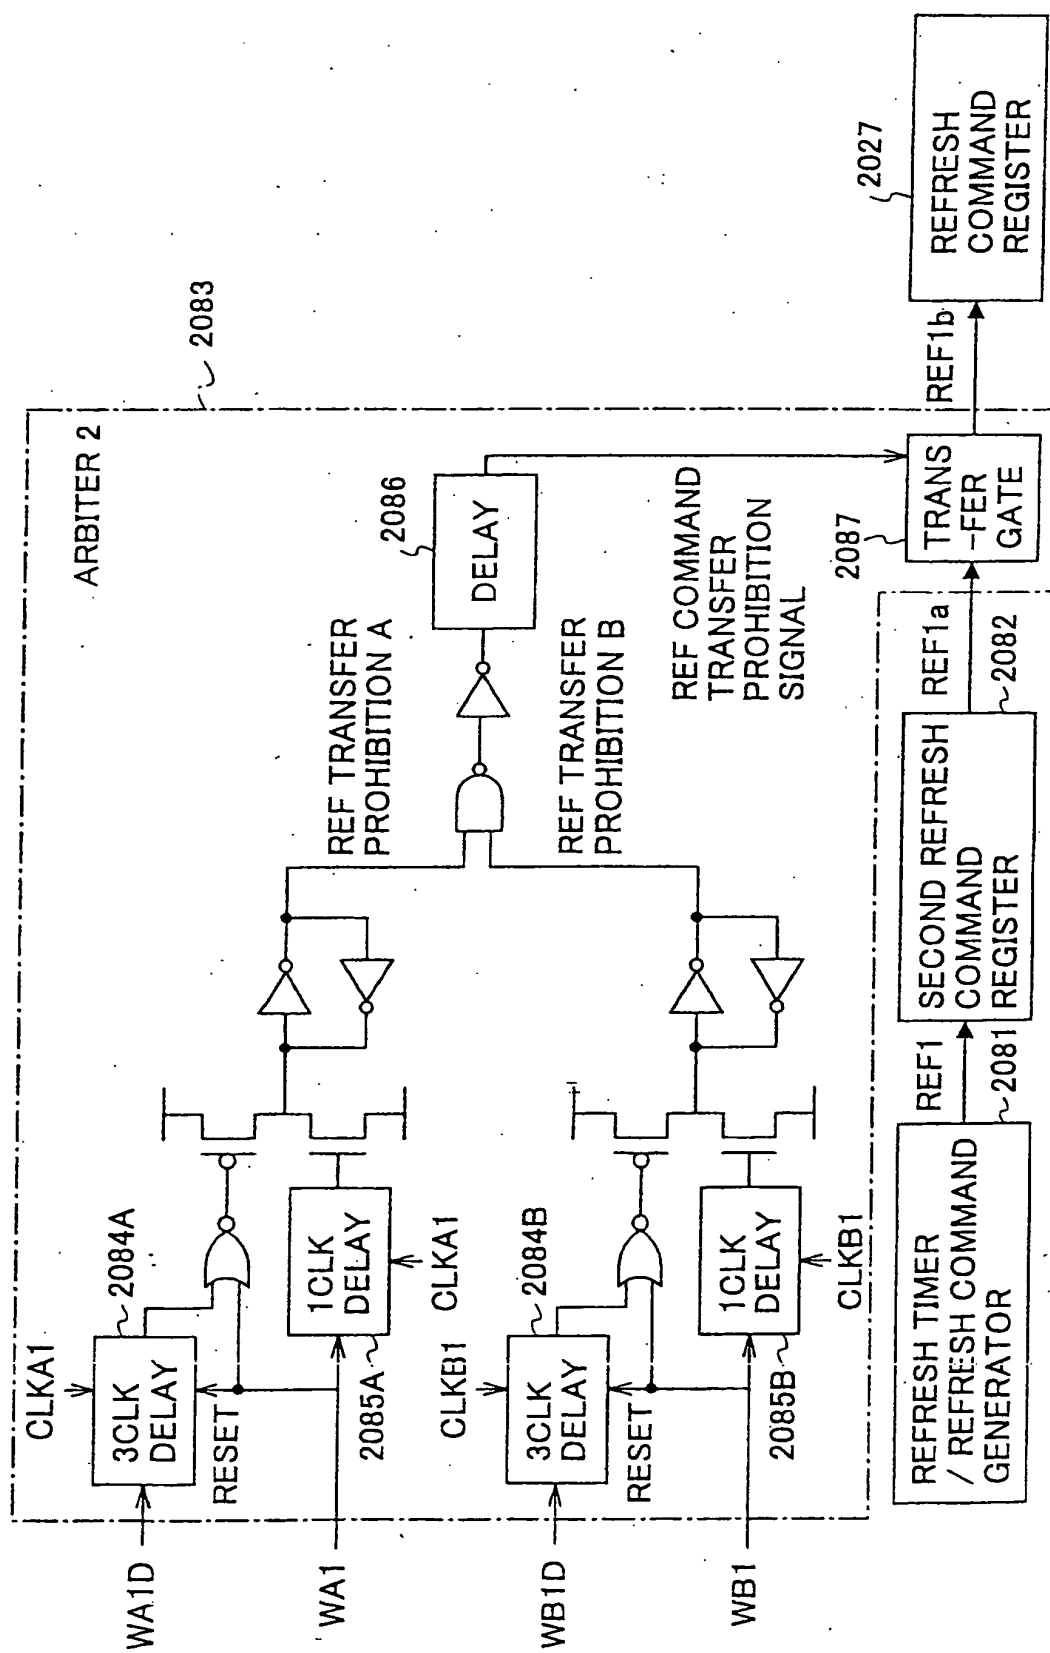 ARBITER 2
2083
CLKA1
3CLK
DELAY
2084A
WA1D
RESET
WA1
1CLK
DELAY
2085A
CLKA1
REF TRANSFER
PROHIBITION A
2086
DELAY
CLKB1
3CLK
DELAY
2084B
WB1D
RESET
WB1
1CLK
DELAY
2085B
CLKB1
REF TRANSFER
PROHIBITION B
REF COMMAND
TRANSFER
PROHIBITION
SIGNAL
REFRESH TIMER
/ REFRESH COMMAND
GENERATOR
2081
REF1
SECOND REFRESH
COMMAND
REGISTER
2082
REF1a
2087
TRANS
-FER
GATE
REF1b
2027
REFRESH
COMMAND
REGISTER